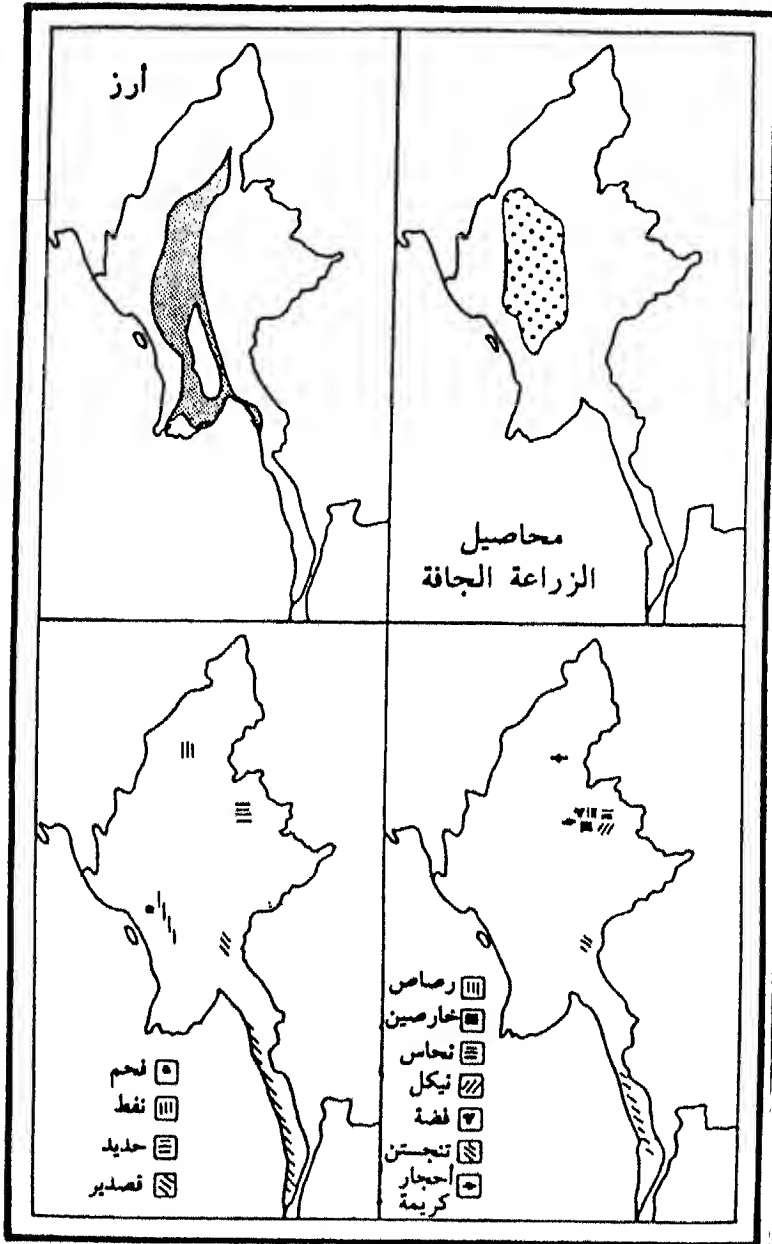 أرز
محاصيل
الزراعة الجافة
فحم
نفط
حديد
قصدير
رصاص
خارصين
نحاس
نيكل
فضة
تنجستن
أحجار
كريمة